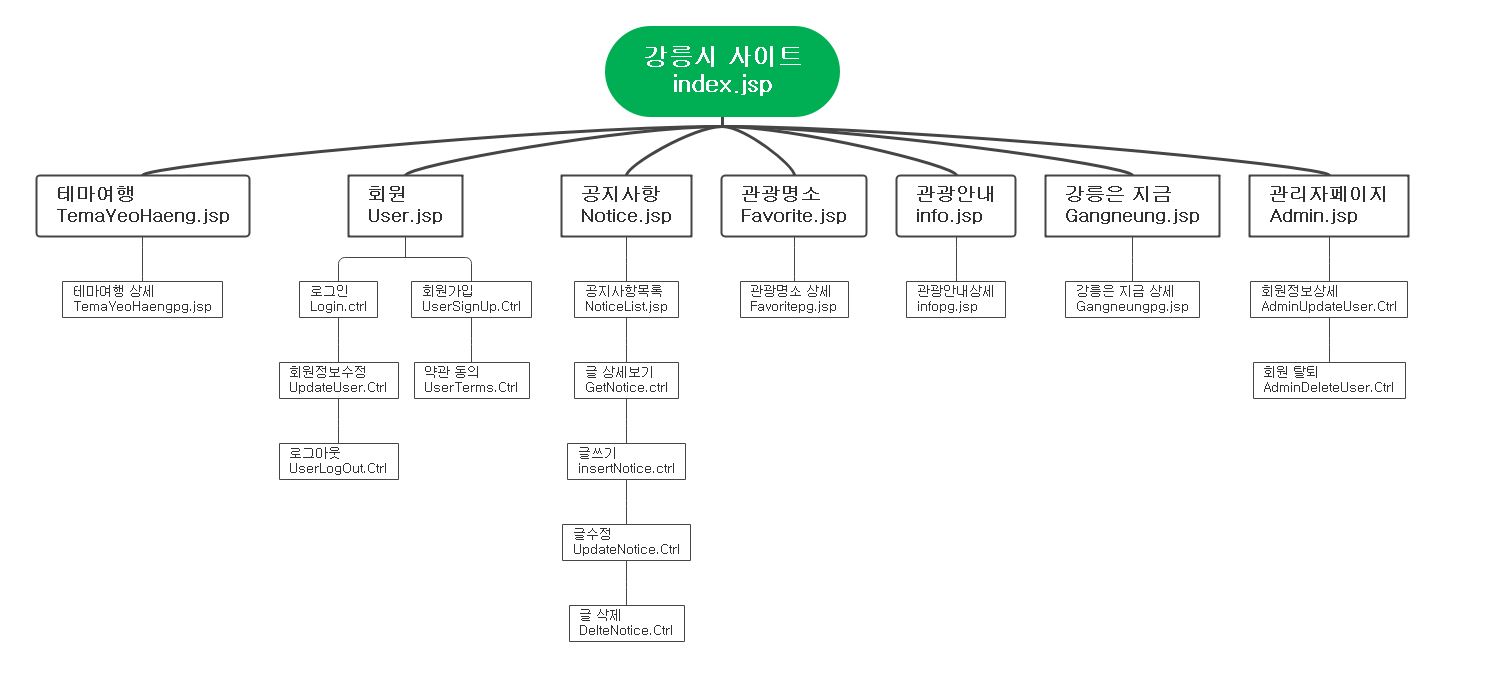 강릉시 사이트
index.jsp
테마여행
TemaYeoHaeng.jsp
회원
User.jsp
공지사항
Notice.jsp
관광명소
Favorite.jsp
관광안내
info.jsp
강릉은 지금
Gangneung.jsp
관리자페이지
Admin.jsp
테마여행 상세
TemaYeoHaengpg.jsp
로그인
Login.ctrl
회원가입
UserSignUp.Ctrl
공지사항목록
NoticeList.jsp
관광명소 상세
Favoritepg.jsp
관광안내상세
infopg.jsp
강릉은 지금 상세
Gangneungpg.jsp
회원정보상세
AdminUpdateUser.Ctrl
회원정보수정
UpdateUser.Ctrl
약관 동의
UserTerms.Ctrl
글 상세보기
GetNotice.ctrl
회원 탈퇴
AdminDeleteUser.Ctrl
로그아웃
UserLogOut.Ctrl
글쓰기
insertNotice.ctrl
글수정
UpdateNotice.Ctrl
글 삭제
DelteNotice.Ctrl